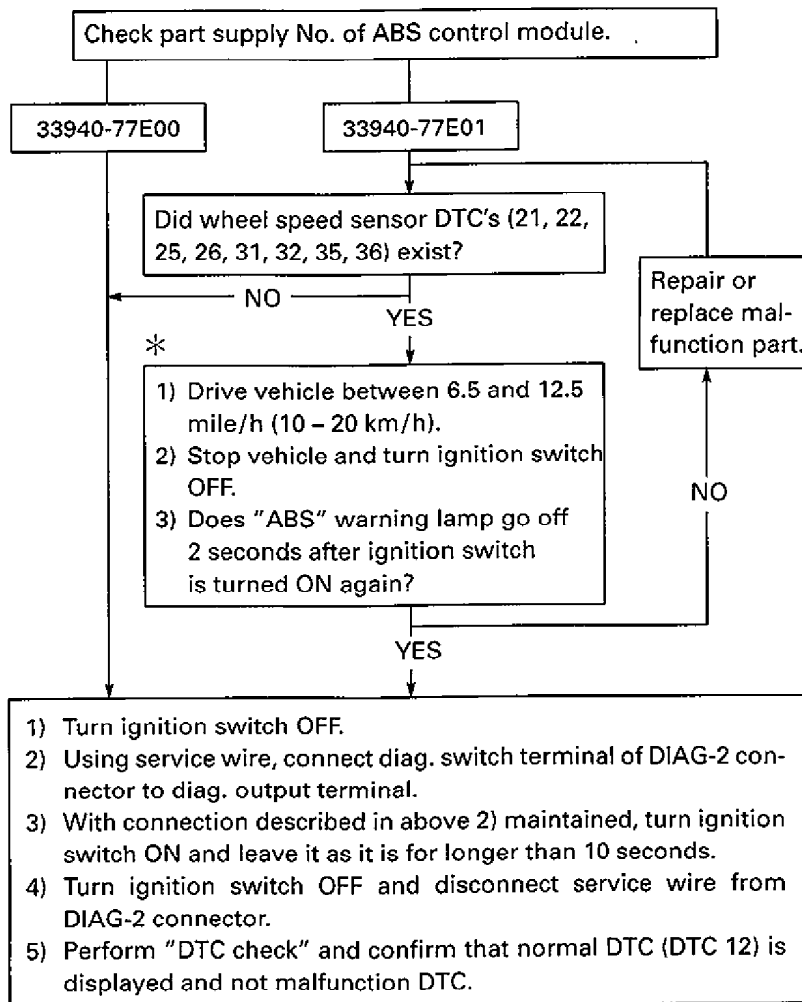 Check part supply No. of ABS control module.
33940-77E00
33940-77E01
Did wheel speed sensor DTC's (21, 22,
25, 26, 31, 32, 35, 36) exist?
NO
YES
Repair or
replace mal-
function part.
*
1) Drive vehicle between 6.5 and 12.5
mile/h (10 – 20 km/h).
2) Stop vehicle and turn ignition switch
OFF.
3) Does "ABS" warning lamp go off
2 seconds after ignition switch
is turned ON again?
NO
YES
1) Turn ignition switch OFF.
2) Using service wire, connect diag. switch terminal of DIAG-2 con-
nector to diag. output terminal.
3) With connection described in above 2) maintained, turn ignition
switch ON and leave it as it is for longer than 10 seconds.
4) Turn ignition switch OFF and disconnect service wire from
DIAG-2 connector.
5) Perform "DTC check" and confirm that normal DTC (DTC 12) is
displayed and not malfunction DTC.